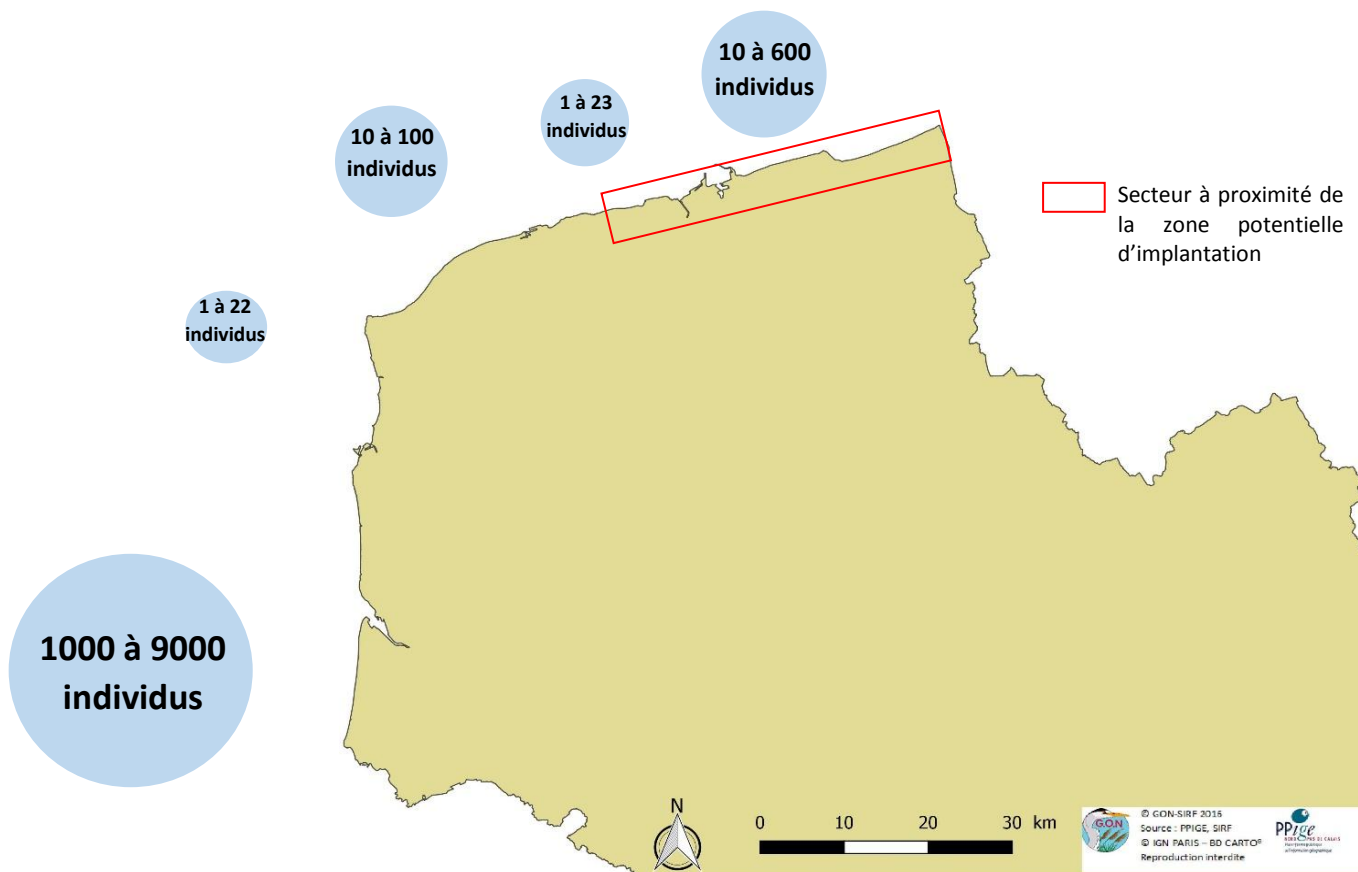 10 à 600
individus
1 à 23
individus
10 à 100
individus
Secteur à proximité de
la zone potentielle
d'implantation
1 à 22
individus
1000 à 9000
individus
N
0 10 20 30 km
G.O.N
© GON-SIRF 2016
Source : PPIGE, SIRF
© IGN PARIS – BD CARTO®
Reproduction interdite
PPige